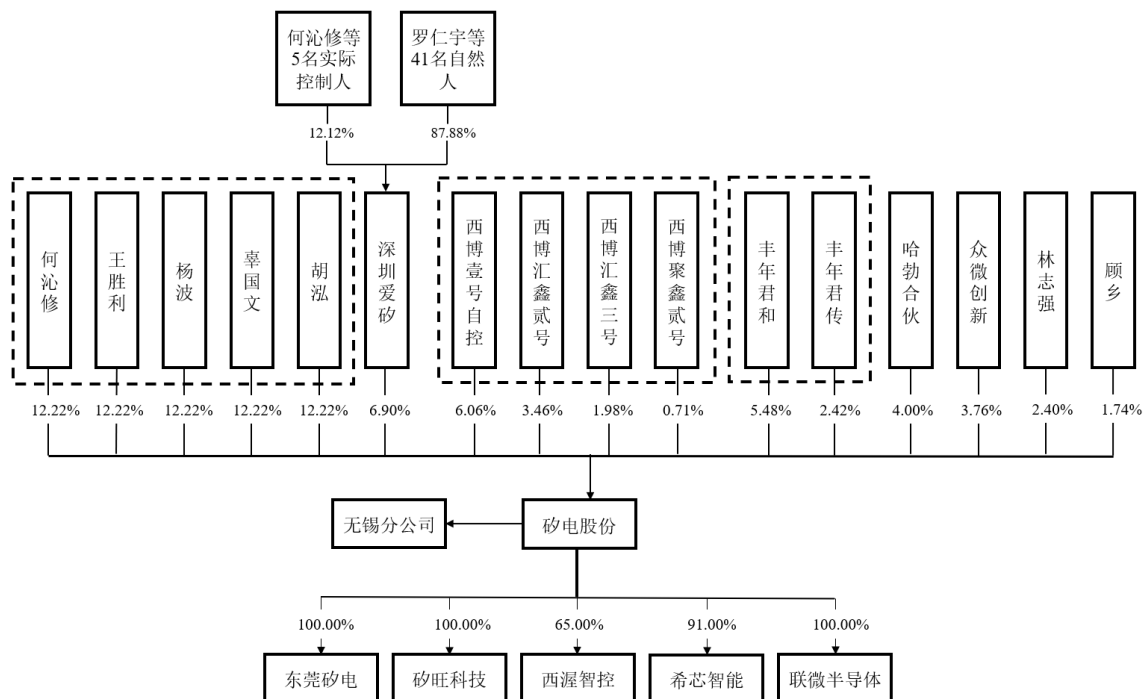 何沁修等
5名实际
控制人
罗仁宇等
41名自然
人
12.12%
87.88%
何沁修
王胜利
杨波
辜国文
胡泓
深圳爱矽
西博壹号自控
西博汇鑫贰号
西博汇鑫三号
西博聚鑫贰号
丰年君和
丰年君传
哈勃合伙
众微创新
林志强
顾乡
12.22%
12.22%
12.22%
12.22%
12.22%
6.90%
6.06%
3.46%
1.98%
0.71%
5.48%
2.42%
4.00%
3.76%
2.40%
1.74%
无锡分公司
矽电股份
100.00%
100.00%
65.00%
91.00%
100.00%
东莞矽电
矽旺科技
西渥智控
希芯智能
联微半导体